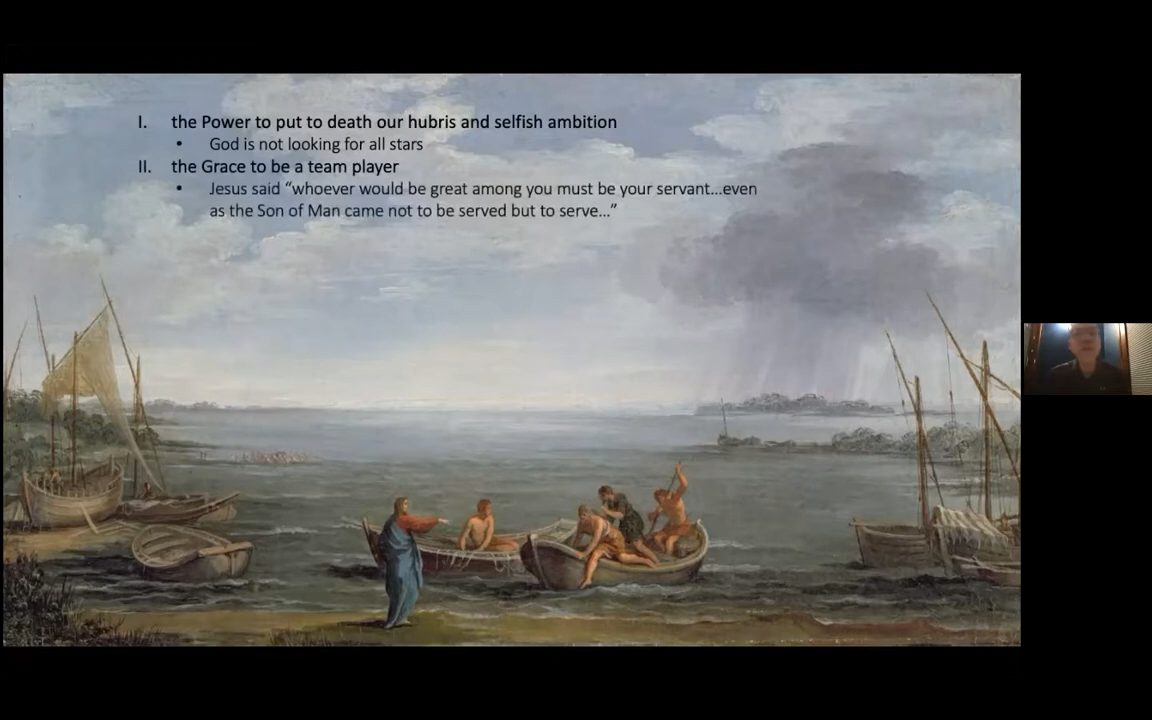 I. the Power to put to death our hubris and selfish ambition
• God is not looking for all stars
II. the Grace to be a team player
• Jesus said “whoever would be great among you must be your servant...even
as the Son of Man came not to be served but to serve...”